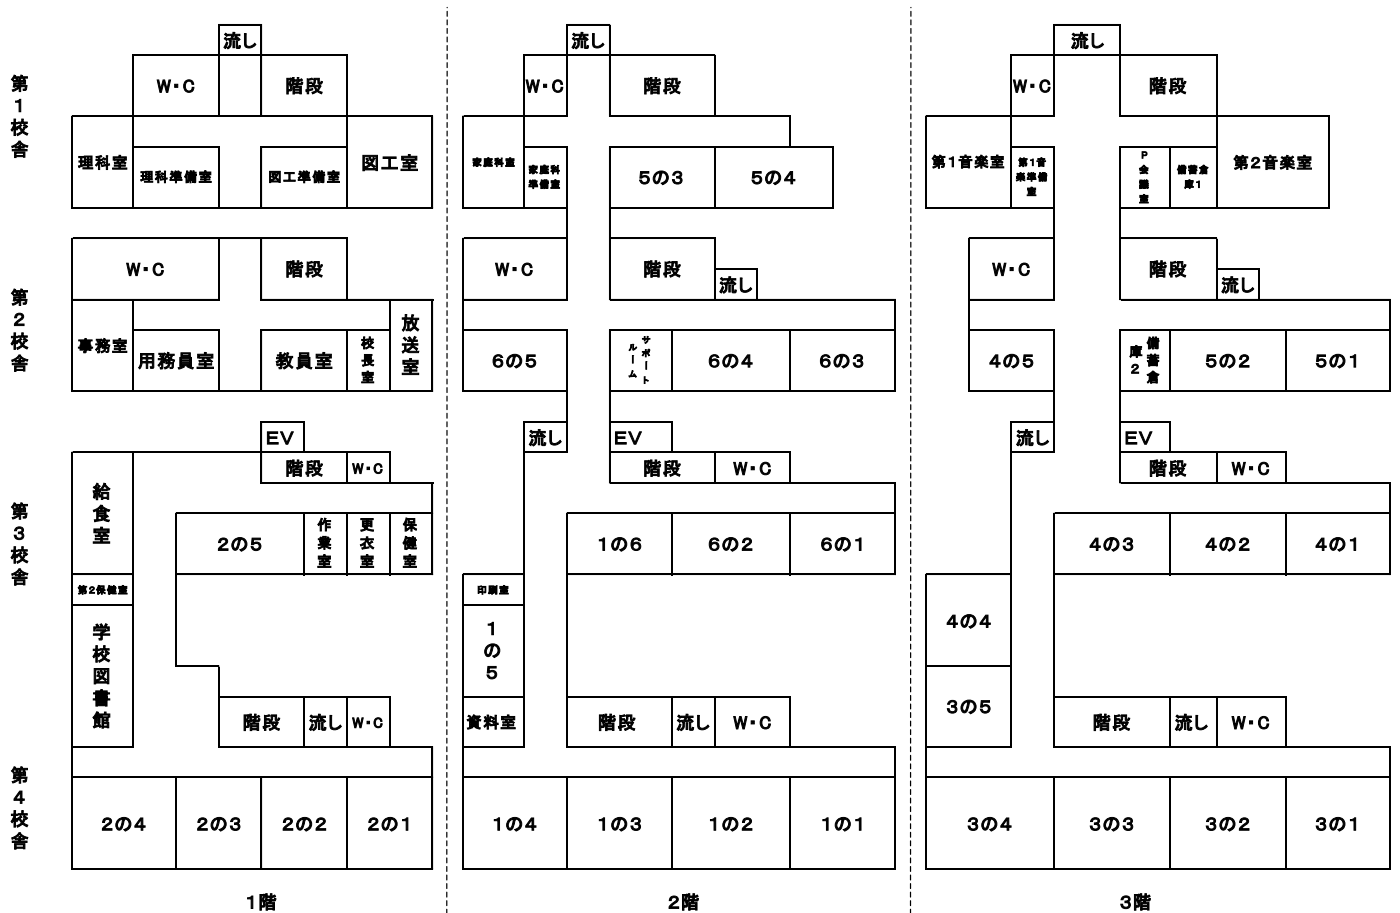 流し
W・C
階段
理科室
理科準備室
図工準備室
図工室
W・C
階段
事務室
用務員室
教員室
校長室
放送室
EV
階段
W・C
給食室
2の5
作業室
更衣室
保健室
第2保健室
学校図書館
階段
流し
W・C
2の4
2の3
2の2
2の1
1階
流し
W・C
階段
家庭科室
家庭科
準備室
5の3
5の4
W・C
階段
流し
6の5
サポート
ルーム
6の4
6の3
流し
EV
階段
W・C
1の6
6の2
6の1
印刷室
1の5
資料室
階段
流し
W・C
1の4
1の3
1の2
1の1
2階
流し
W・C
階段
第1音楽室
第1音
楽準備
室
P会議室
備蓄倉
庫1
第2音楽室
W・C
階段
流し
4の5
備蓄倉
庫2
5の2
5の1
流し
EV
階段
W・C
4の3
4の2
4の1
4の4
3の5
階段
流し
W・C
3の4
3の3
3の2
3の1
3階
第1校舎
第2校舎
第3校舎
第4校舎